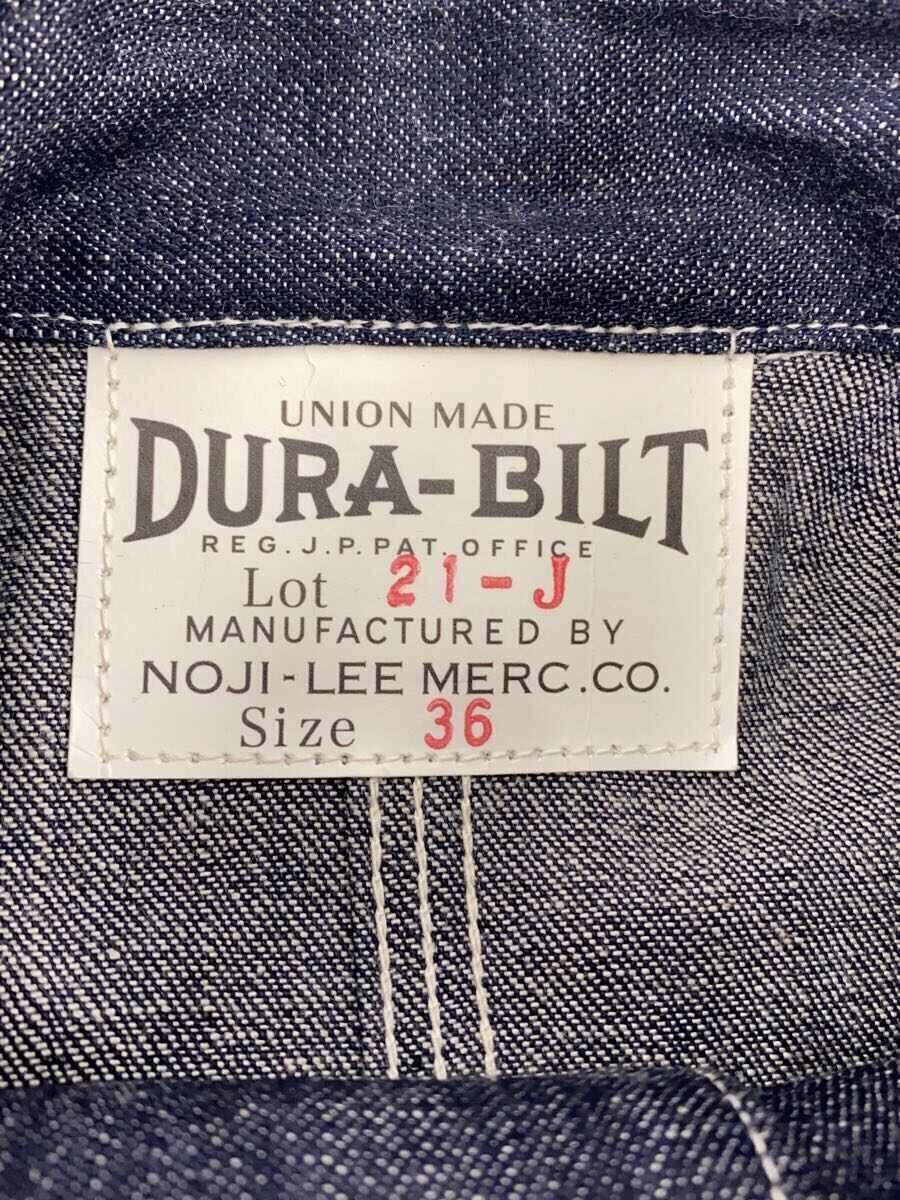 UNION MADE
DURA-BILT
REG. J.P. PAT. OFFICE
Lot 21-J
MANUFACTURED BY
NOJI-LEE MERC.CO.
Size 36